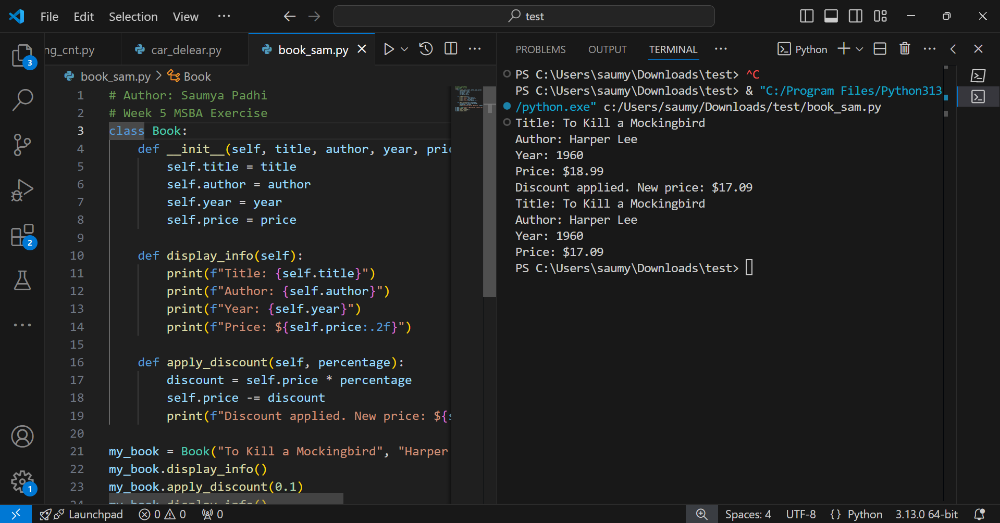 File Edit Selection View ··· test
ng_cnt.py car_delear.py book_sam.py
book_sam.py > Book
1 # Author: Saumya Padhi
2 # Week 5 MSBA Exercise
3 class Book:
4 def __init__(self, title, author, year, pric
5 self.title = title
6 self.author = author
7 self.year = year
8 self.price = price
9
10 def display_info(self):
11 print(f"Title: {self.title}")
12 print(f"Author: {self.author}")
13 print(f"Year: {self.year}")
14 print(f"Price: ${self.price:.2f}")
15
16 def apply_discount(self, percentage):
17 discount = self.price * percentage
18 self.price -= discount
19 print(f"Discount applied. New price: ${s
20
21 my_book = Book("To Kill a Mockingbird", "Harper
22 my_book.display_info()
23 my_book.apply_discount(0.1)
24 my_book.display_info()
PROBLEMS OUTPUT TERMINAL ··· Python
PS C:\Users\saumy\Downloads\test> ^C
PS C:\Users\saumy\Downloads\test> & "C:/Program Files/Python313
/python.exe" c:/Users/saumy/Downloads/test/book_sam.py
Title: To Kill a Mockingbird
Author: Harper Lee
Year: 1960
Price: $18.99
Discount applied. New price: $17.09
Title: To Kill a Mockingbird
Author: Harper Lee
Year: 1960
Price: $17.09
PS C:\Users\saumy\Downloads\test>
3
2
1
Launchpad 0 0 0 Spaces: 4 UTF-8 {} Python 3.13.0 64-bit